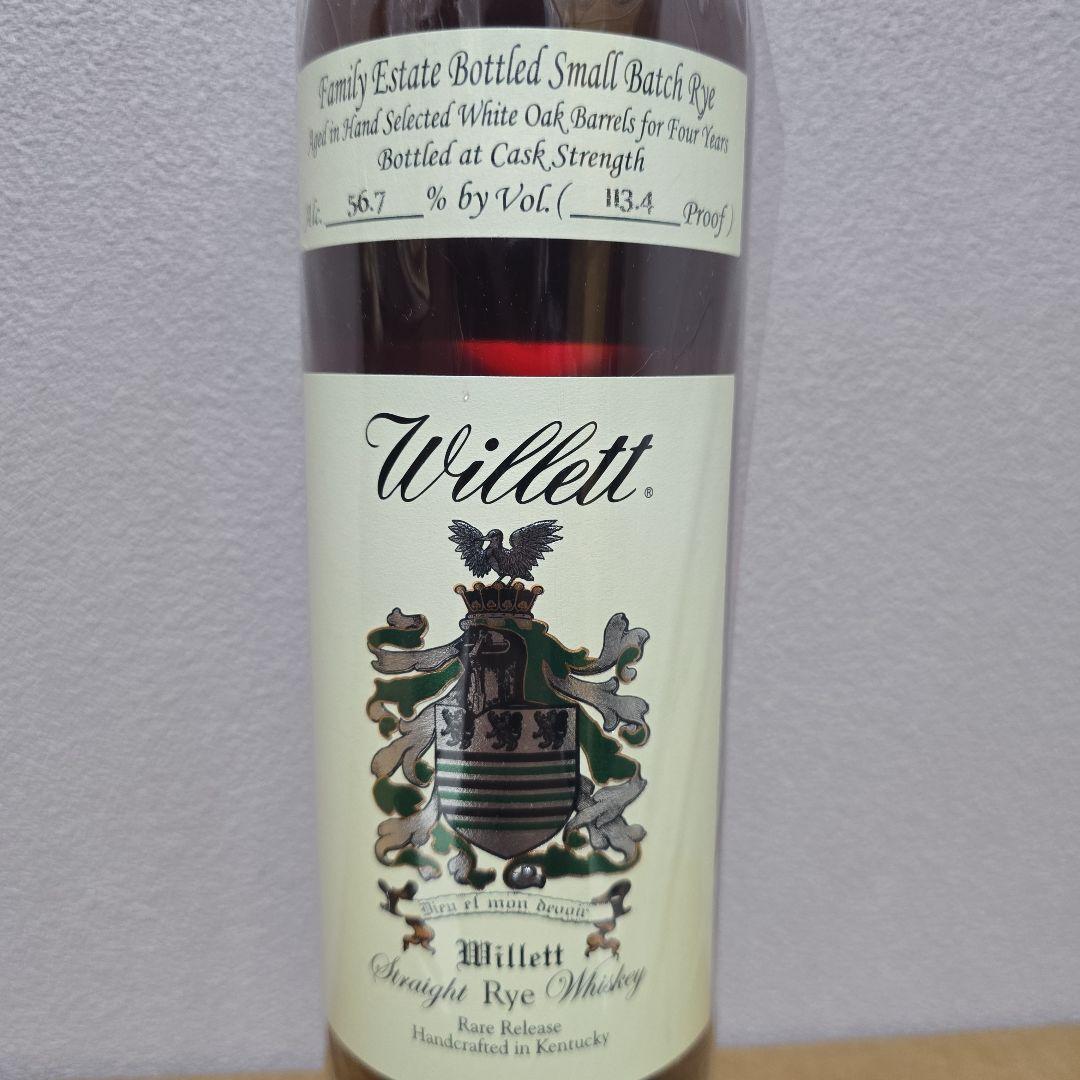 Family Estate Bottled Small Batch Rye
Aged in Hand Selected White Oak Barrels for Four Years
Bottled at Cask Strength
Alc. 56.7 % by Vol. ( 113.4 Proof )
Willett®
Dieu et mon devoir
Willett
Straight Rye Whiskey
Rare Release
Handcrafted in Kentucky